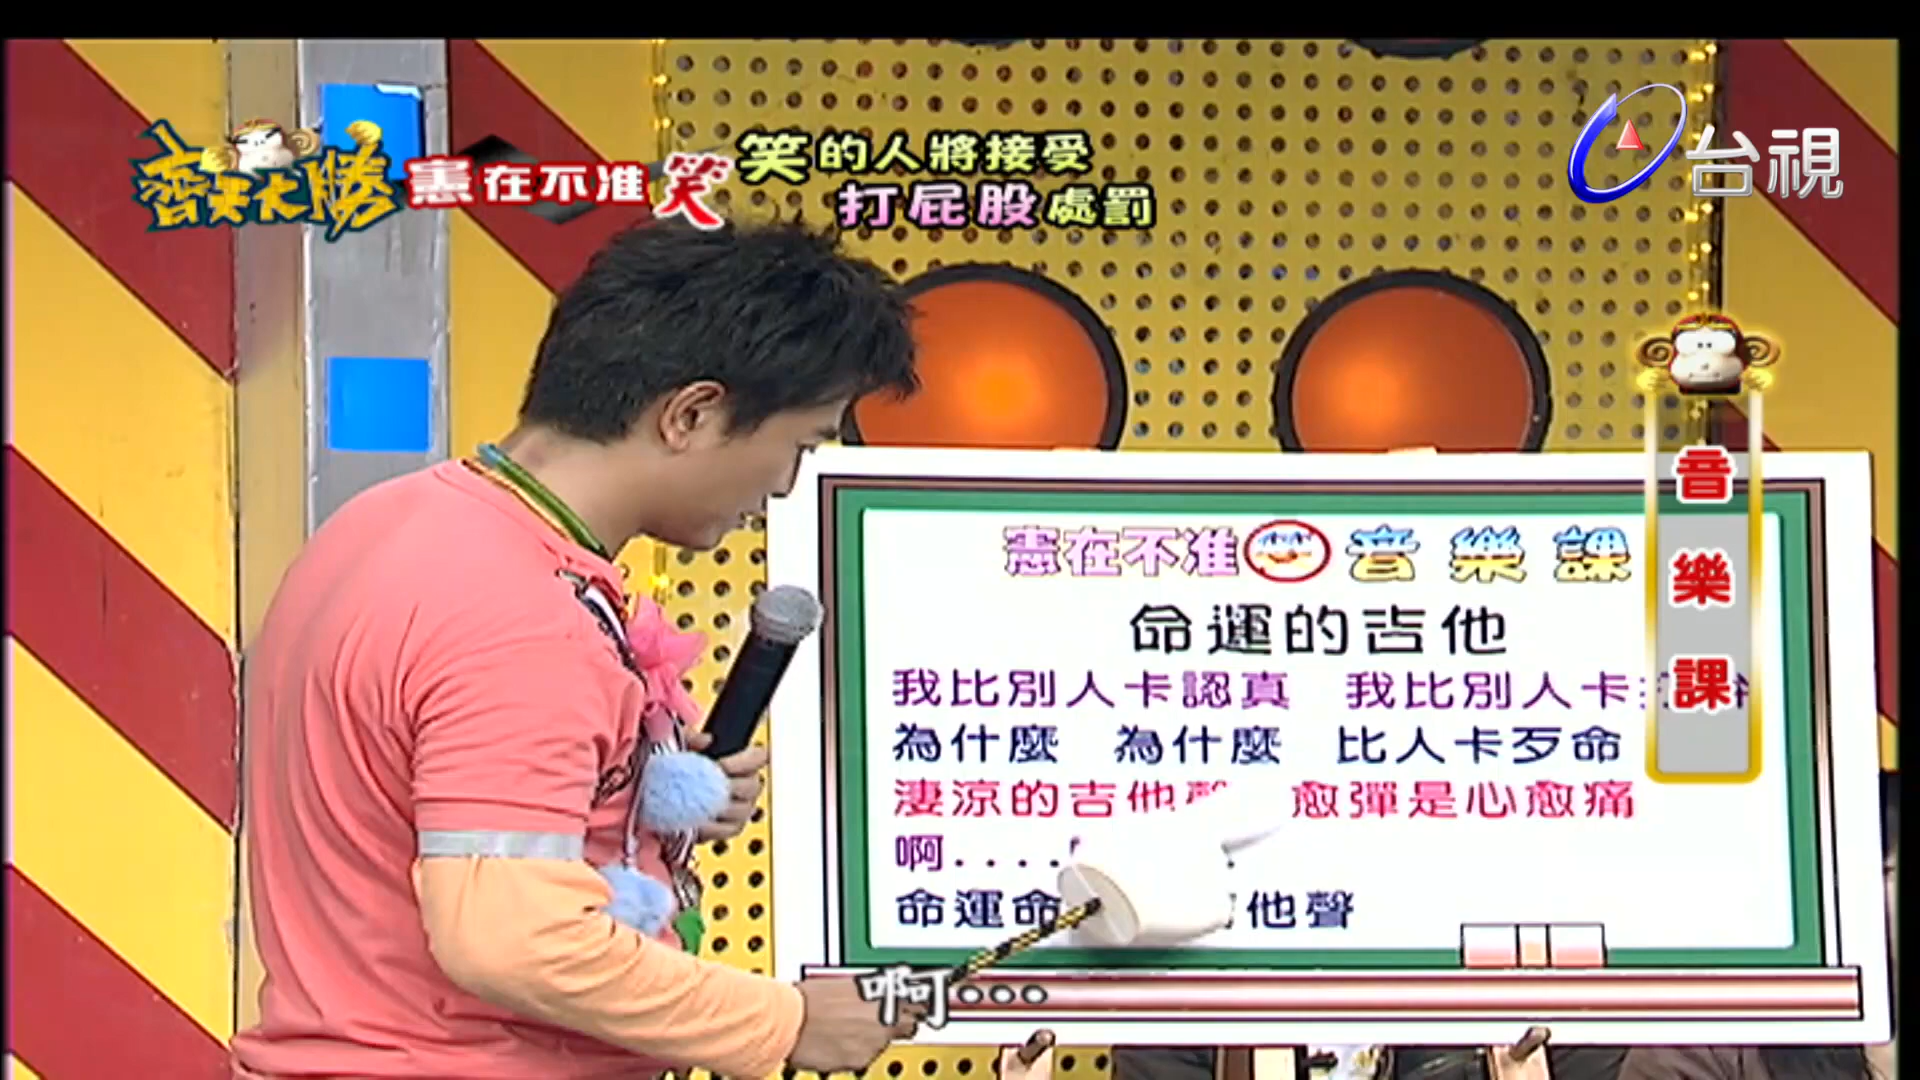 齊天大勝
憲在不准笑
笑的人將接受
打屁股處罰
台視
音樂課
憲在不准 音樂課
命運的吉他
我比別人卡認真 我比別人卡
為什麼 為什麼 比人卡歹命
淒涼的吉他聲 愈彈是心愈痛
啊....
命運命 他聲
啊...